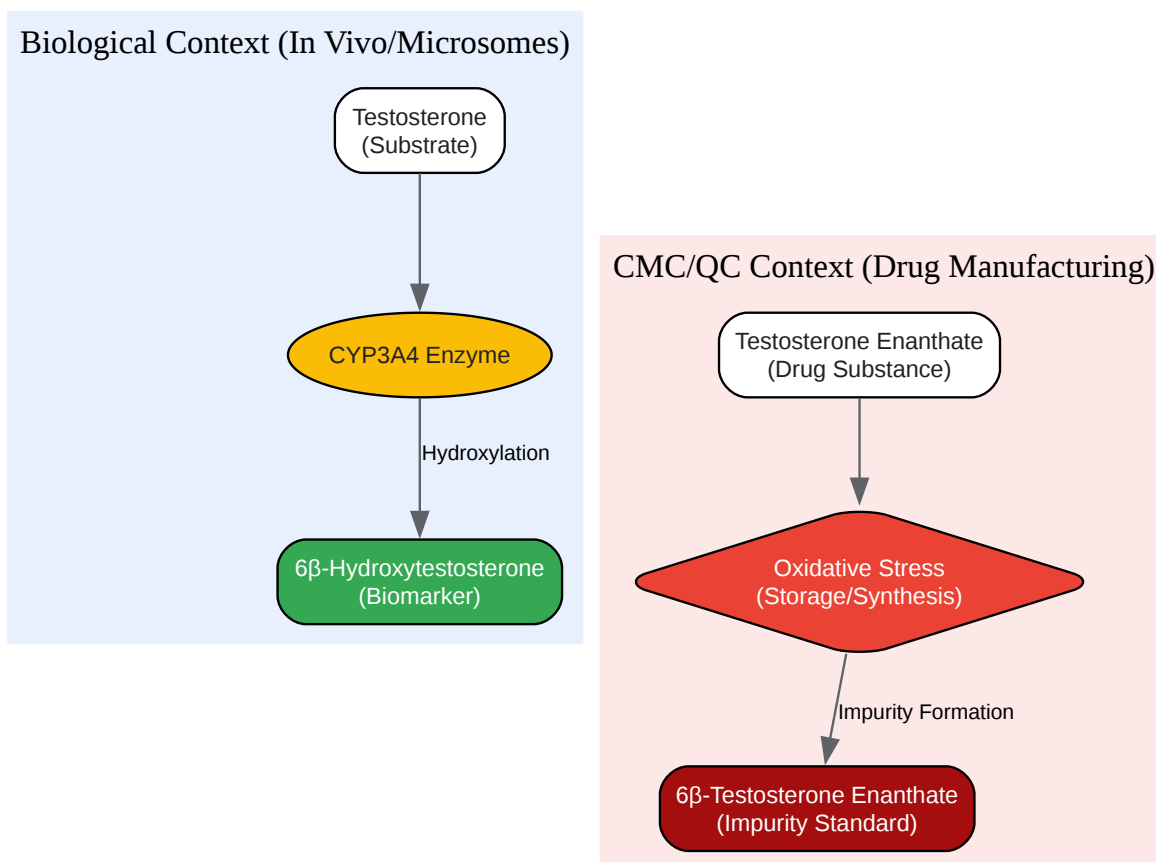 Biological Context (In Vivo/Microsomes)
Testosterone
(Substrate)
CYP3A4 Enzyme
Hydroxylation
6β-Hydroxytestosterone
(Biomarker)
CMC/QC Context (Drug Manufacturing)
Testosterone Enanthate
(Drug Substance)
Oxidative Stress
(Storage/Synthesis)
Impurity Formation
6β-Testosterone Enanthate
(Impurity Standard)